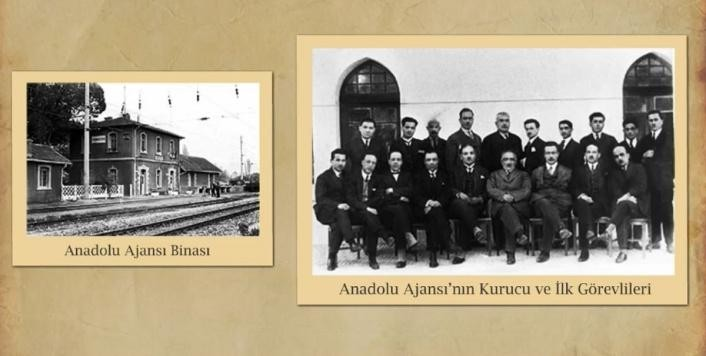 Anadolu Ajansı Binası
Anadolu Ajansı'nın Kurucu ve İlk Görevlileri